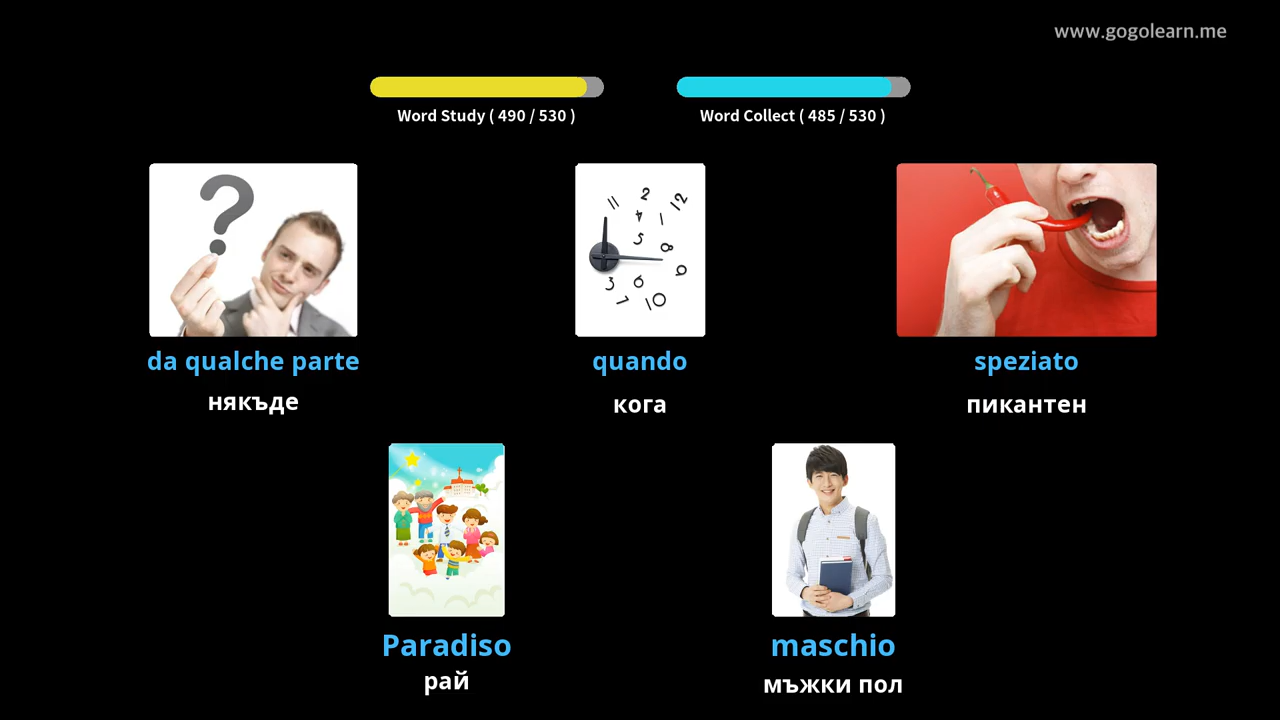 www.gogolearn.me
Word Study ( 490 / 530 )
Word Collect ( 485 / 530 )
da qualche parte
някъде
quando
кога
speziato
пикантен
Paradiso
рай
maschio
мъжки пол